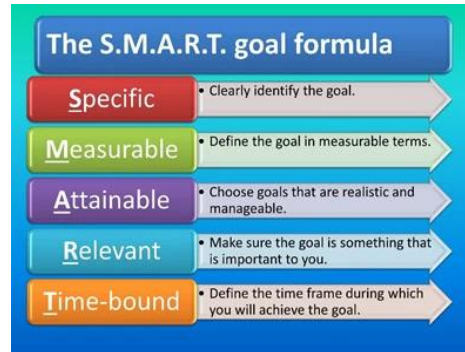 The S.M.A.R.T. goal formula
Specific
• Clearly identify the goal.
Measurable
• Define the goal in measurable terms.
Attainable
• Choose goals that are realistic and
manageable.
Relevant
• Make sure the goal is something that
is important to you.
Time-bound
• Define the time frame during which
you will achieve the goal.